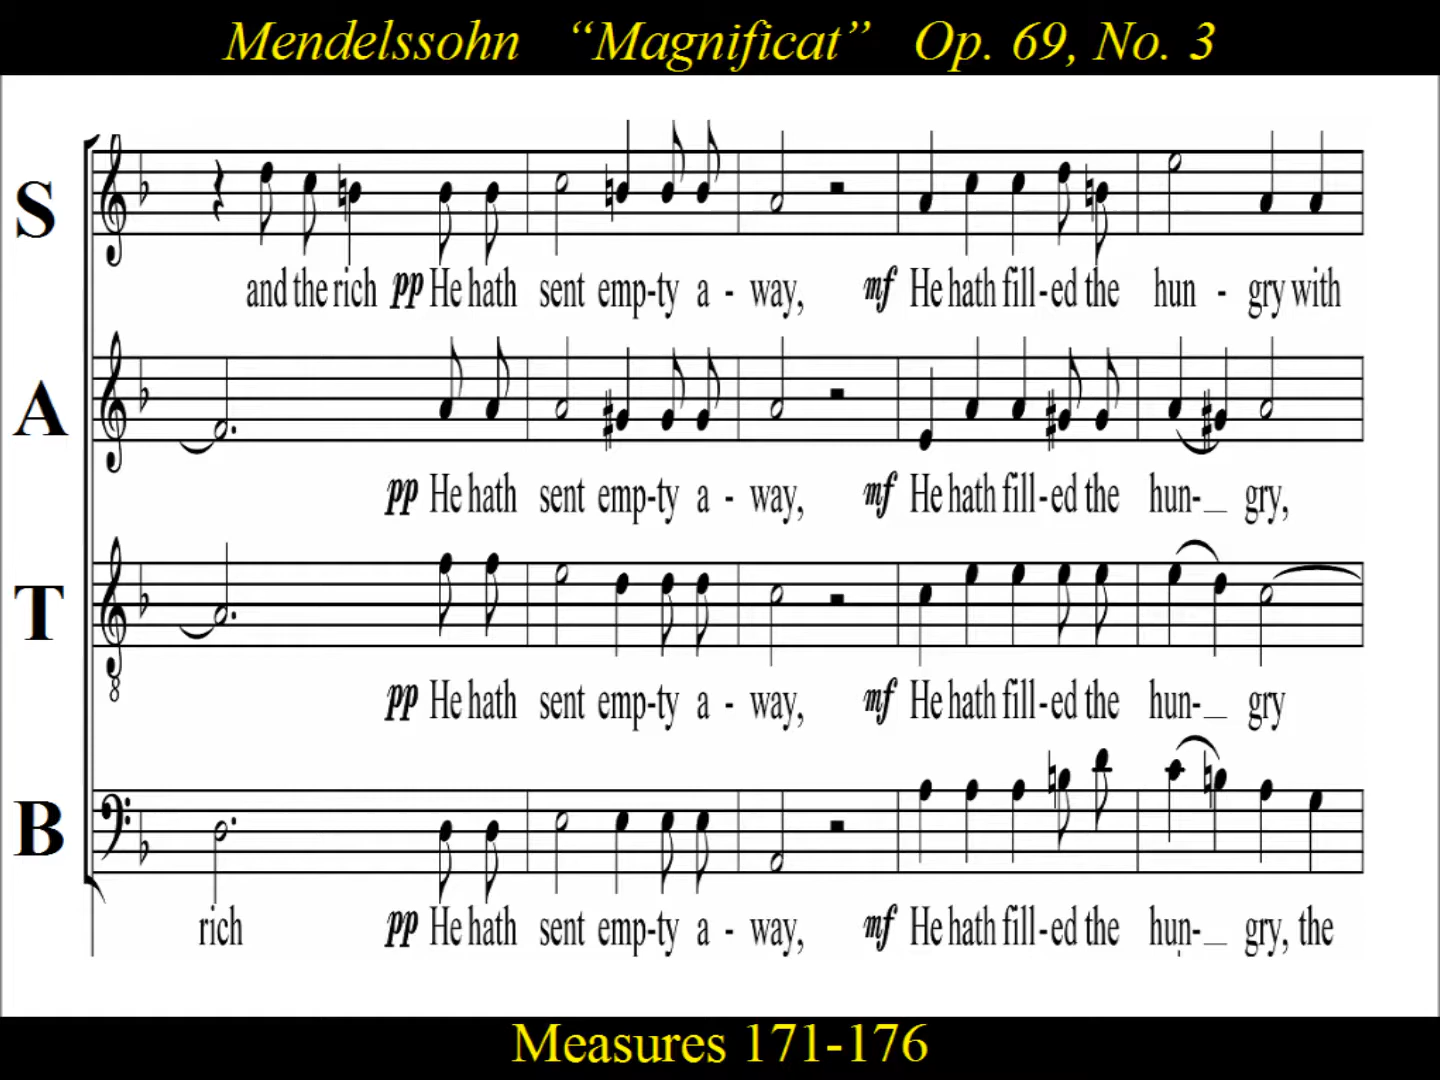 Mendelssohn “Magnificat” Op. 69, No. 3
S
and the rich pp He hath sent emp-ty a - way, mf He hath fill-ed the hun - gry with
A
pp He hath sent emp-ty a - way, mf He hath fill-ed the hun-_ gry,
T
8
pp He hath sent emp-ty a - way, mf He hath fill-ed the hun-_ gry
B
rich pp He hath sent emp-ty a - way, mf He hath fill-ed the hun-_ gry, the
Measures 171-176